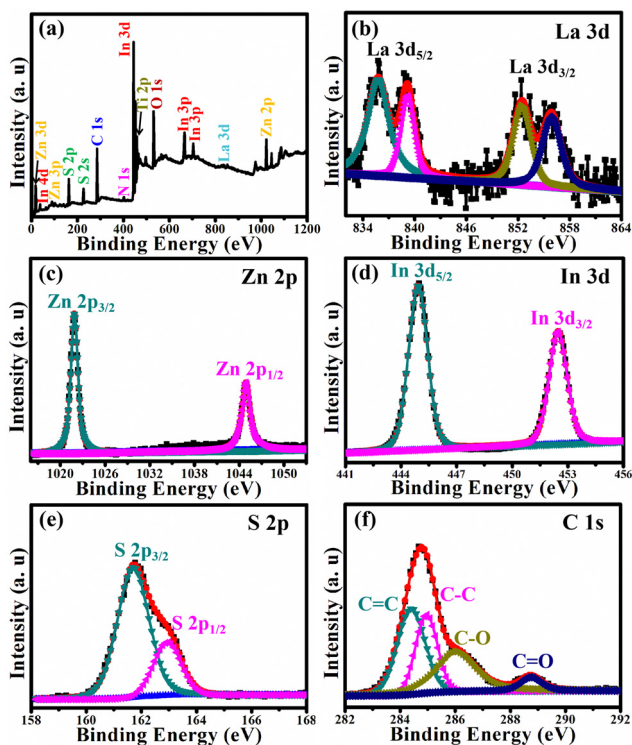 (a)
In 3d
Ti 2p
O 1s
In 3p
In 3p
La 3d
Zn 2p
C 1s
N 1s
Zn 3d
In 4d
Zn 3p
S 2p
S 2s
Intensity (a. u)
0 200 400 600 800 1000 1200
Binding Energy (eV)
(b) La 3d
La 3d5/2
La 3d3/2
Intensity (a. u)
834 840 846 852 858 864
Binding Energy (eV)
(c) Zn 2p
Zn 2p3/2
Zn 2p1/2
Intensity (a. u)
1020 1026 1032 1038 1044 1050
Binding Energy (eV)
(d) In 3d
In 3d5/2
In 3d3/2
Intensity (a. u)
441 444 447 450 453 456
Binding Energy (eV)
(e) S 2p
S 2p3/2
S 2p1/2
Intensity (a. u)
158 160 162 164 166 168
Binding Energy (eV)
(f) C 1s
C=C
C-C
C-O
C=O
Intensity (a. u)
282 284 286 288 290 292
Binding Energy (eV)